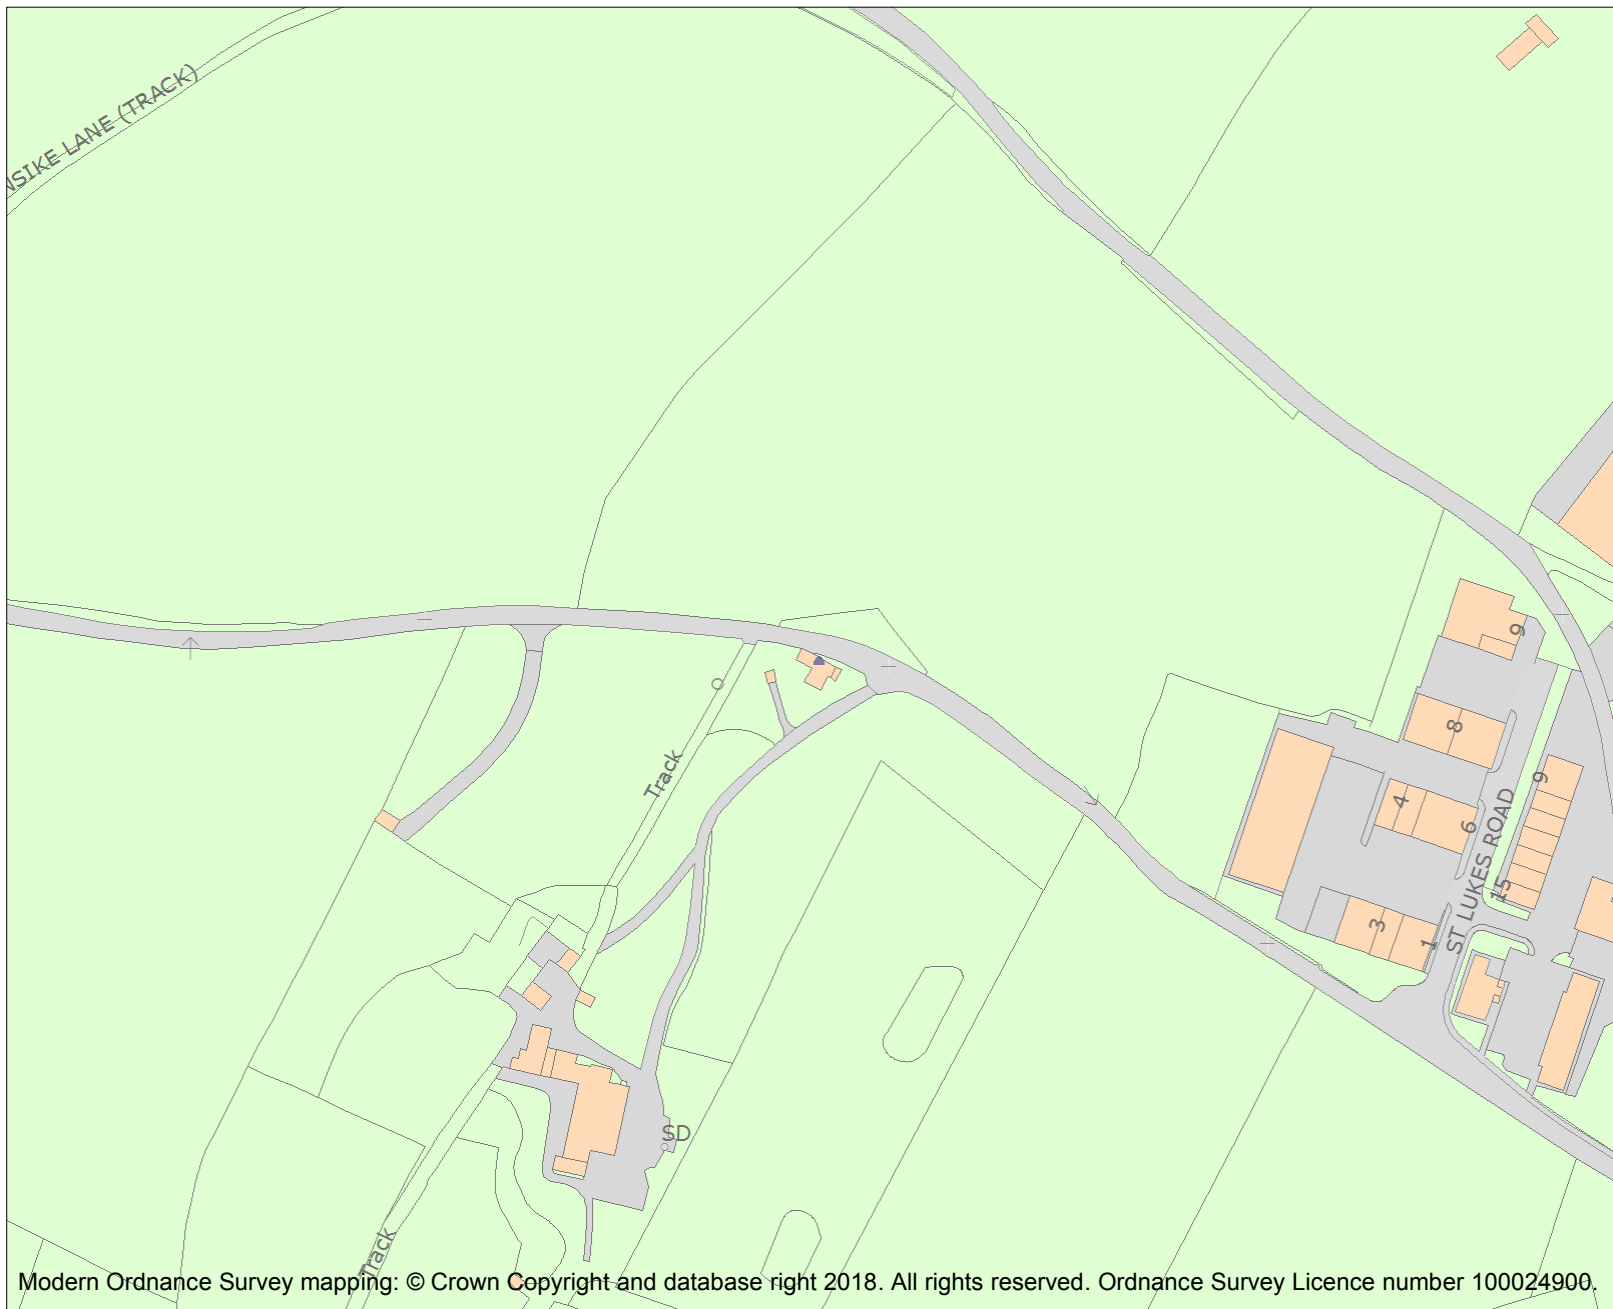 NSIKE LANE (TRACK)
9
8
4
6
9
15
ST LUKES ROAD
3
1
Track
SD
Track
Modern Ordnance Survey mapping: © Crown Copyright and database right 2018. All rights reserved. Ordnance Survey Licence number 100024900.